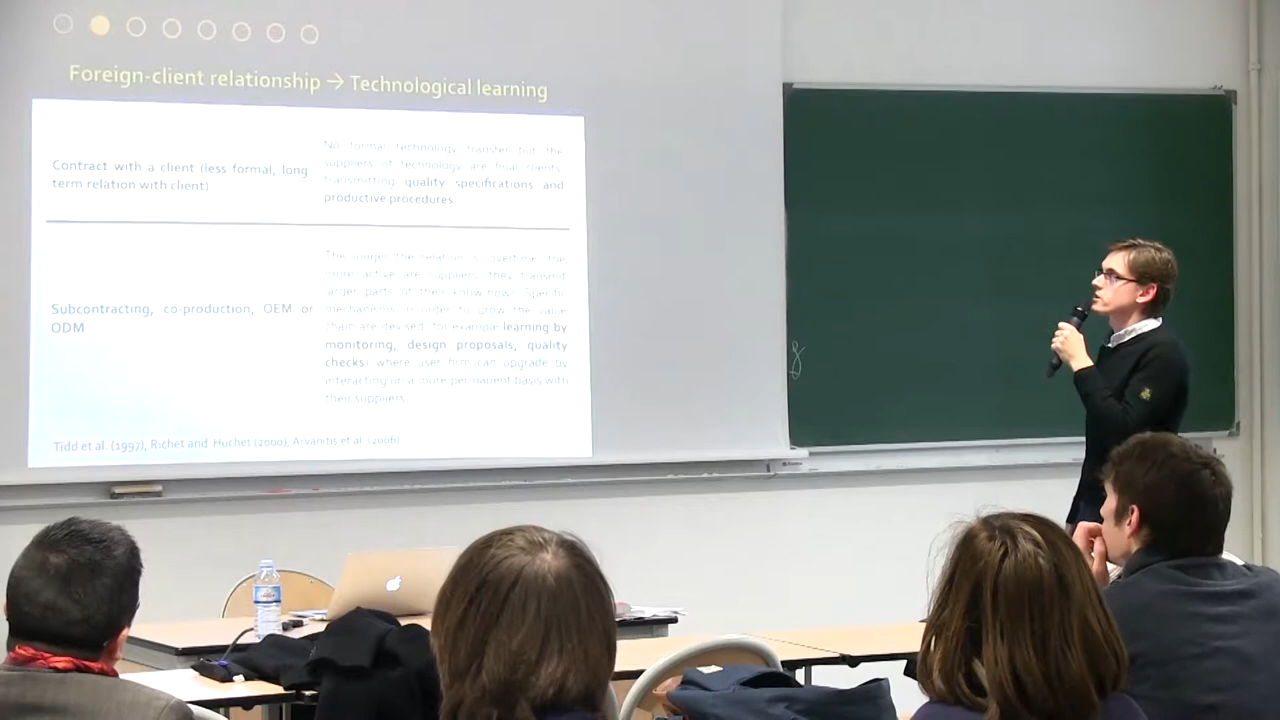 Foreign-client relationship → Technological learning
Contract with a client (less formal, long
term relation with client)
No formal technology transfer but the
suppliers of technology are final clients,
transmitting quality specifications and
productive procedures
Subcontracting, co-production, OEM or
ODM
The longer the relation is overtime, the
more active are suppliers (they transmit
larger parts of their know-how). Specific
mechanisms in order to grow the value
chain are devised, for example learning by
monitoring, design proposals, quality
checks, where user firm can upgrade by
interacting on a more permanent basis with
their suppliers
Tidd et al. (1997), Richet and Huchet (2000), Arvanitis et al. (2006)
8